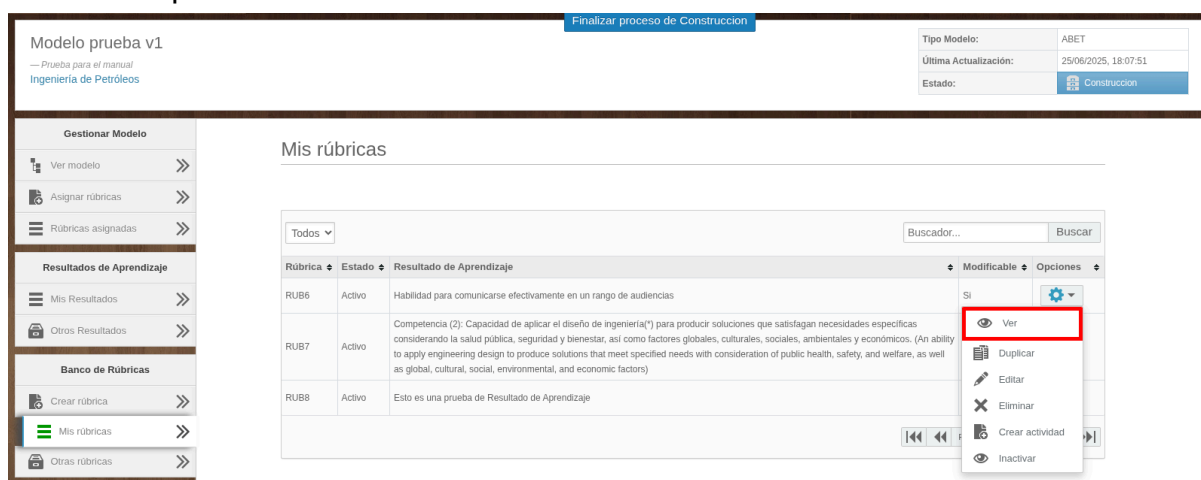 Finalizar proceso de Construccion
Modelo prueba v1
— Prueba para el manual
Ingeniería de Petróleos
Tipo Modelo: ABET
Última Actualización: 25/06/2025, 18:07:51
Estado: Construccion
Gestionar Modelo
Ver modelo
Asignar rúbricas
Rúbricas asignadas
Resultados de Aprendizaje
Mis Resultados
Otros Resultados
Banco de Rúbricas
Crear rúbrica
Mis rúbricas
Otras rúbricas
Mis rúbricas
Todos
Buscador... Buscar
Rúbrica Estado Resultado de Aprendizaje Modificable Opciones
RUB6 Activo Habilidad para comunicarse efectivamente en un rango de audiencias Si
RUB7 Activo Competencia (2): Capacidad de aplicar el diseño de ingeniería(*) para producir soluciones que satisfagan necesidades específicas
considerando la salud pública, seguridad y bienestar, así como factores globales, culturales, sociales, ambientales y económicos. (An ability
to apply engineering design to produce solutions that meet specified needs with consideration of public health, safety, and welfare, as well
as global, cultural, social, environmental, and economic factors)
RUB8 Activo Esto es una prueba de Resultado de Aprendizaje
Ver
Duplicar
Editar
Eliminar
Crear actividad
Inactivar